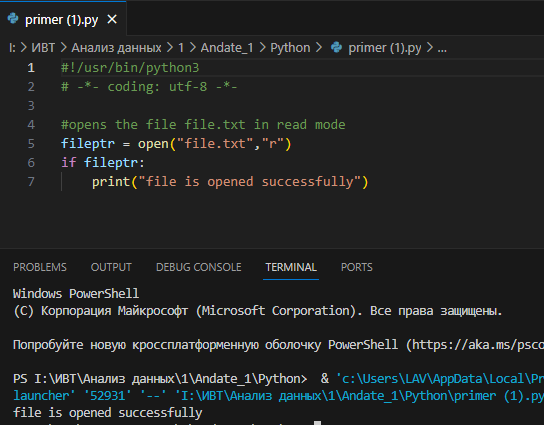 primer (1).py
I: > ИВТ > Анализ данных > 1 > Andate_1 > Python > primer (1).py > ...
1 #!/usr/bin/python3
2 # -*- coding: utf-8 -*-
3
4 #opens the file file.txt in read mode
5 fileptr = open("file.txt","r")
6 if fileptr:
7 print("file is opened successfully")
PROBLEMS OUTPUT DEBUG CONSOLE TERMINAL PORTS
Windows PowerShell
(C) Корпорация Майкрософт (Microsoft Corporation). Все права защищены.
Попробуйте новую кроссплатформенную оболочку PowerShell (https://aka.ms/psco
PS I:\ИВТ\Анализ данных\1\Andate_1\Python> & 'c:\Users\LAV\AppData\Local\Pr
launcher' '52931' '--' 'I:\ИВТ\Анализ данных\1\Andate_1\Python\primer (1).py
file is opened successfully